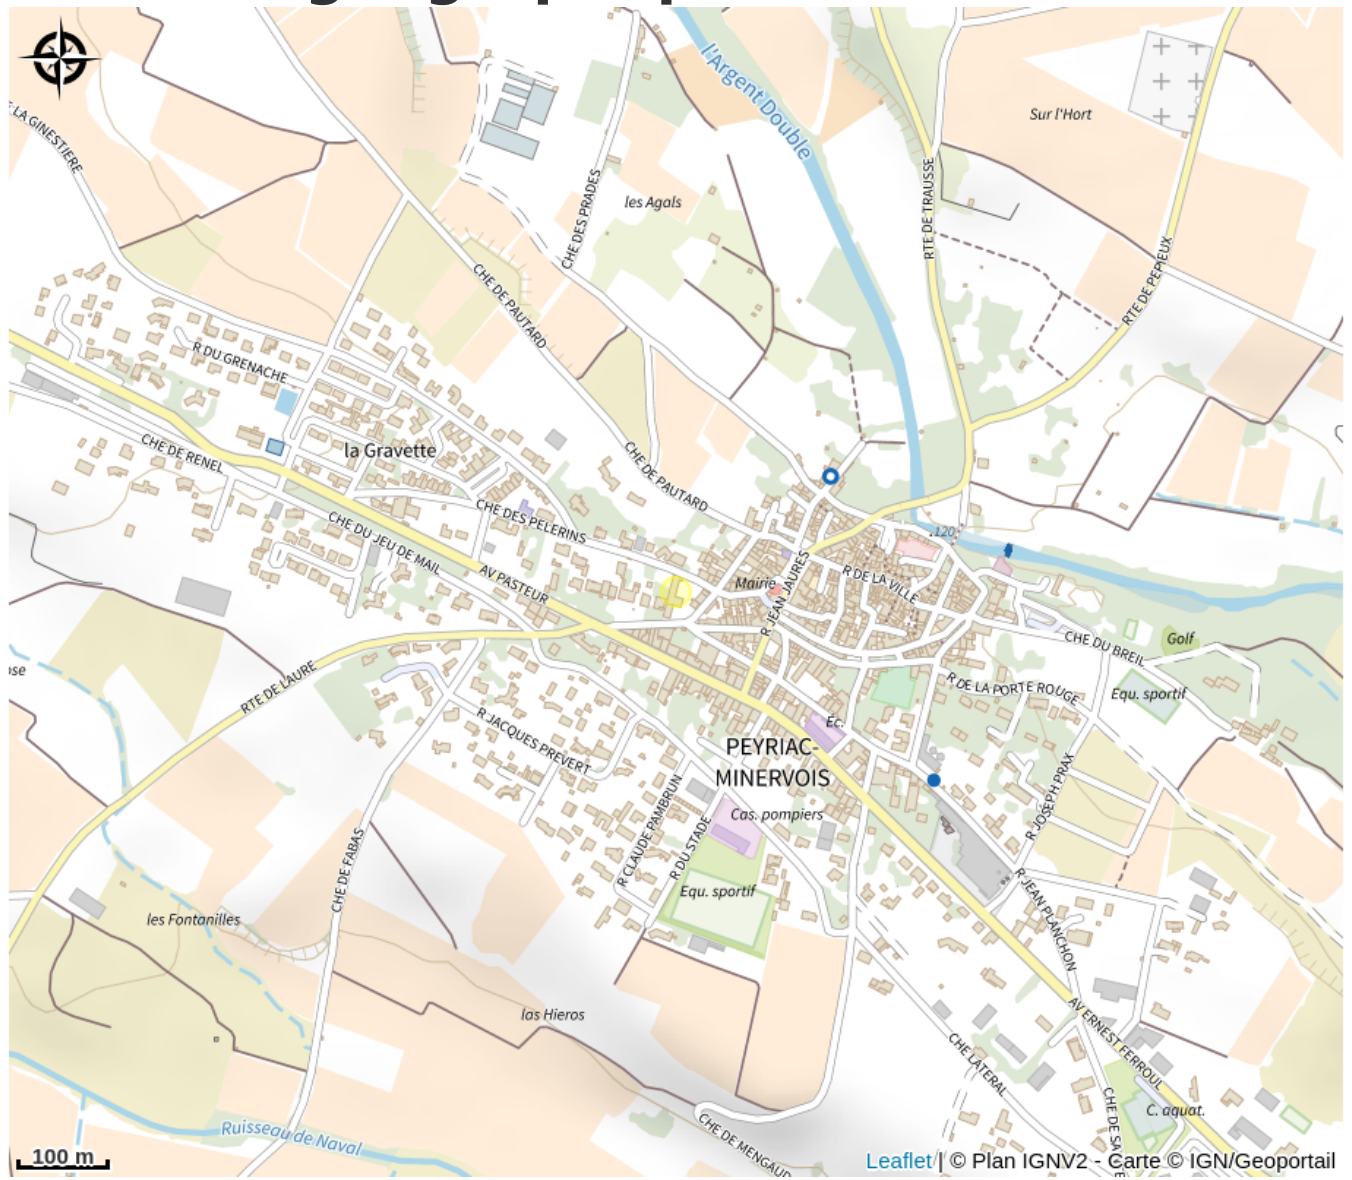 l'Argent Double
Sur l'Hort
LA GINESTIERE
RTE DE TRAUSSE
CHE DES PRADES
les Agals
RTE DE PEPIEUX
CHE DE PAUTARD
R DU GRENACHE
CHE DE RENEL
la Gravette
CHE DE PAUTARD
CHE DES PELERINS
CHE DU JEU DE MAIL
120
AV PASTEUR
Mairie
R JEAN JAURES
R DE LA VILLE
Golf
CHE DU BREIL
RTE DE LAURE
R DE LA PORTE ROUGE
Equ. sportif
R JACQUES PREVERT
Éc.
PEYRIAC-
MINERVOIS
R JOSEPH PRAX
Cas. pompiers
R CLAUDE PAMBRUN
R DU STADE
CHE DE FABAS
Equ. sportif
R JEAN PLANCHON
les Fontanilles
las Hieros
AV ERNEST FERROUL
CHE LATERAL
C. aquat.
CHE DE SA
Ruisseau de Naval
CHE DE MENGAUD
100 m
Leaflet | © Plan IGNV2 - Carte © IGN/Geoportail